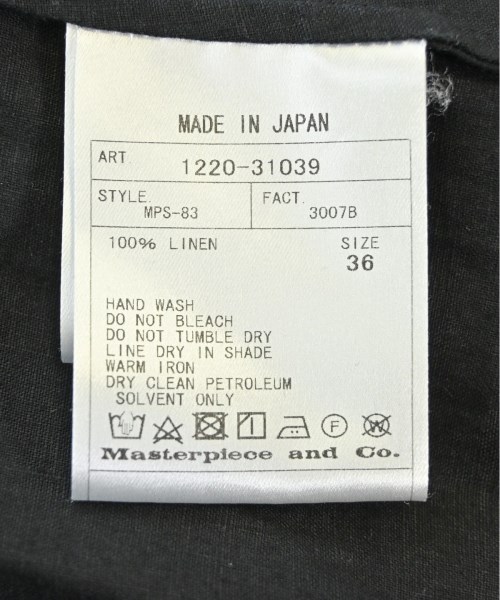 MADE IN JAPAN
ART 1220-31039
STYLE. MPS-83
FACT. 3007B
100% LINEN
SIZE 36
HAND WASH
DO NOT BLEACH
DO NOT TUMBLE DRY
LINE DRY IN SHADE
WARM IRON
DRY CLEAN PETROLEUM
SOLVENT ONLY
F W
Masterpiece and Co.